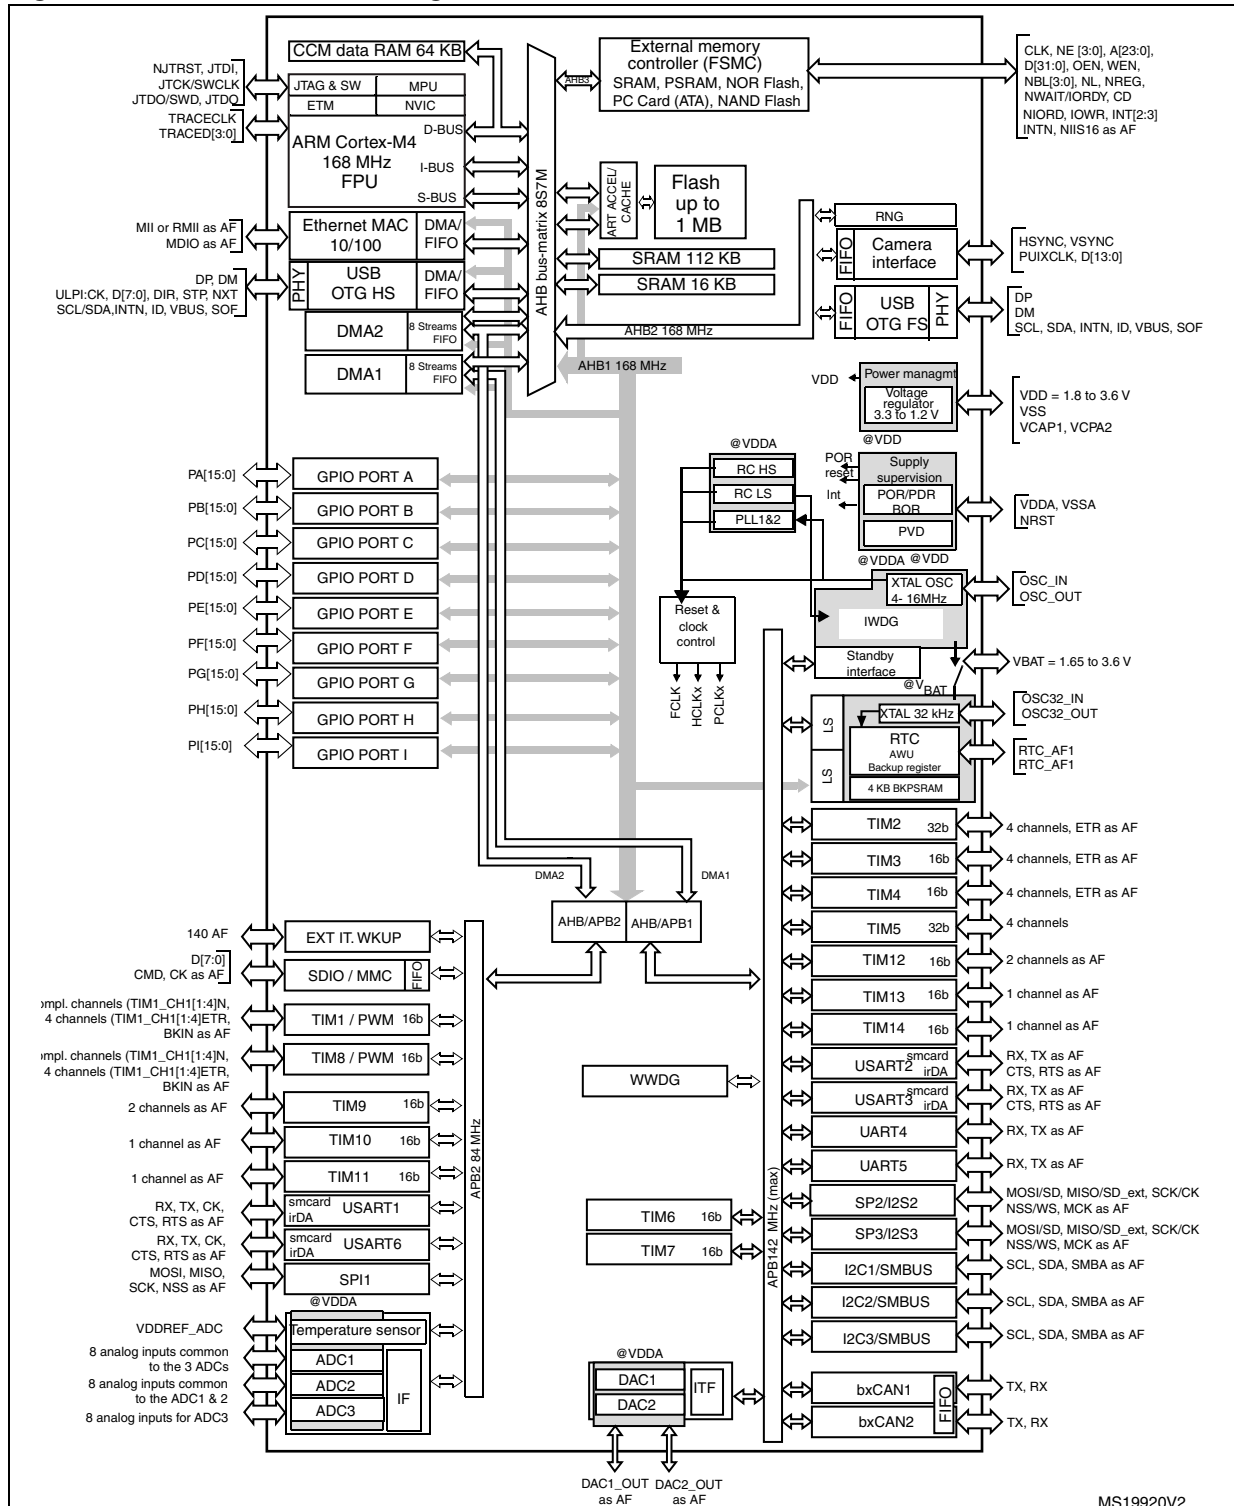 CCM data RAM 64 KB
External memory
controller (FSMC)
SRAM, PSRAM, NOR Flash,
PC Card (ATA), NAND Flash
AHB3
CLK, NE [3:0], A[23:0],
D[31:0], OEN, WEN,
NBL[3:0], NL, NREG,
NWAIT/IORDY, CD
NIORD, IOWR, INT[2:3]
INTN, NIIS16 as AF
NJTRST, JTDI,
JTCK/SWCLK
JTDO/SWD, JTDO
TRACECLK
TRACED[3:0]
JTAG & SW
MPU
ETM
NVIC
ARM Cortex-M4
168 MHz
FPU
D-BUS
I-BUS
S-BUS
AHB bus-matrix 8S7M
ART ACCEL/
CACHE
Flash
up to
1 MB
SRAM 112 KB
SRAM 16 KB
AHB2 168 MHz
AHB1 168 MHz
MII or RMII as AF
MDIO as AF
Ethernet MAC
10/100
DMA/
FIFO
DP, DM
ULPI:CK, D[7:0], DIR, STP, NXT
SCL/SDA,INTN, ID, VBUS, SOF
PHY
USB
OTG HS
DMA/
FIFO
DMA2
8 Streams
FIFO
DMA1
8 Streams
FIFO
RNG
FIFO
Camera
interface
HSYNC, VSYNC
PUIXCLK, D[13:0]
FIFO
USB
OTG FS
PHY
DP
DM
SCL, SDA, INTN, ID, VBUS, SOF
VDD
Power managmt
Voltage
regulator
3.3 to 1.2 V
@VDD
VDD = 1.8 to 3.6 V
VSS
VCAP1, VCPA2
@VDDA
RC HS
RC LS
PLL1&2
POR
reset
Int
Supply
supervision
POR/PDR
BOR
PVD
VDDA, VSSA
NRST
@VDDA @VDD
XTAL OSC
4- 16MHz
IWDG
OSC_IN
OSC_OUT
Reset &
clock
control
FCLK
HCLKx
PCLKx
Standby
interface
VBAT = 1.65 to 3.6 V
@VBAT
LS
LS
XTAL 32 kHz
RTC
AWU
Backup register
4 KB BKPSRAM
OSC32_IN
OSC32_OUT
RTC_AF1
RTC_AF1
PA[15:0]
GPIO PORT A
PB[15:0]
GPIO PORT B
PC[15:0]
GPIO PORT C
PD[15:0]
GPIO PORT D
PE[15:0]
GPIO PORT E
PF[15:0]
GPIO PORT F
PG[15:0]
GPIO PORT G
PH[15:0]
GPIO PORT H
PI[15:0]
GPIO PORT I
DMA2
DMA1
AHB/APB2
AHB/APB1
140 AF
EXT IT. WKUP
D[7:0]
CMD, CK as AF
SDIO / MMC
FIFO
ompl. channels (TIM1_CH1[1:4]N,
4 channels (TIM1_CH1[1:4]ETR,
BKIN as AF
TIM1 / PWM 16b
mpl. channels (TIM1_CH1[1:4]N,
4 channels (TIM1_CH1[1:4]ETR,
BKIN as AF
TIM8 / PWM 16b
2 channels as AF
TIM9 16b
1 channel as AF
TIM10 16b
1 channel as AF
TIM11 16b
RX, TX, CK,
CTS, RTS as AF
smcard
irDA
USART1
RX, TX, CK,
CTS, RTS as AF
smcard
irDA
USART6
MOSI, MISO,
SCK, NSS as AF
SPI1
@VDDA
VDDREF_ADC
Temperature sensor
8 analog inputs common
to the 3 ADCs
8 analog inputs common
to the ADC1 & 2
8 analog inputs for ADC3
ADC1
ADC2
ADC3
IF
APB2 84 MHz
WWDG
TIM6 16b
TIM7 16b
@VDDA
DAC1
DAC2
ITF
DAC1_OUT
as AF
DAC2_OUT
as AF
APB142 MHz (max)
TIM2 32b
4 channels, ETR as AF
TIM3 16b
4 channels, ETR as AF
TIM4 16b
4 channels, ETR as AF
TIM5 32b
4 channels
TIM12 16b
2 channels as AF
TIM13 16b
1 channel as AF
TIM14 16b
1 channel as AF
USART2
smcard
irDA
RX, TX as AF
CTS, RTS as AF
USART3
smcard
irDA
RX, TX as AF
CTS, RTS as AF
UART4
RX, TX as AF
UART5
RX, TX as AF
SP2/I2S2
MOSI/SD, MISO/SD_ext, SCK/CK
NSS/WS, MCK as AF
SP3/I2S3
MOSI/SD, MISO/SD_ext, SCK/CK
NSS/WS, MCK as AF
I2C1/SMBUS
SCL, SDA, SMBA as AF
I2C2/SMBUS
SCL, SDA, SMBA as AF
I2C3/SMBUS
SCL, SDA, SMBA as AF
bxCAN1
TX, RX
bxCAN2
TX, RX
FIFO
MS19920V2